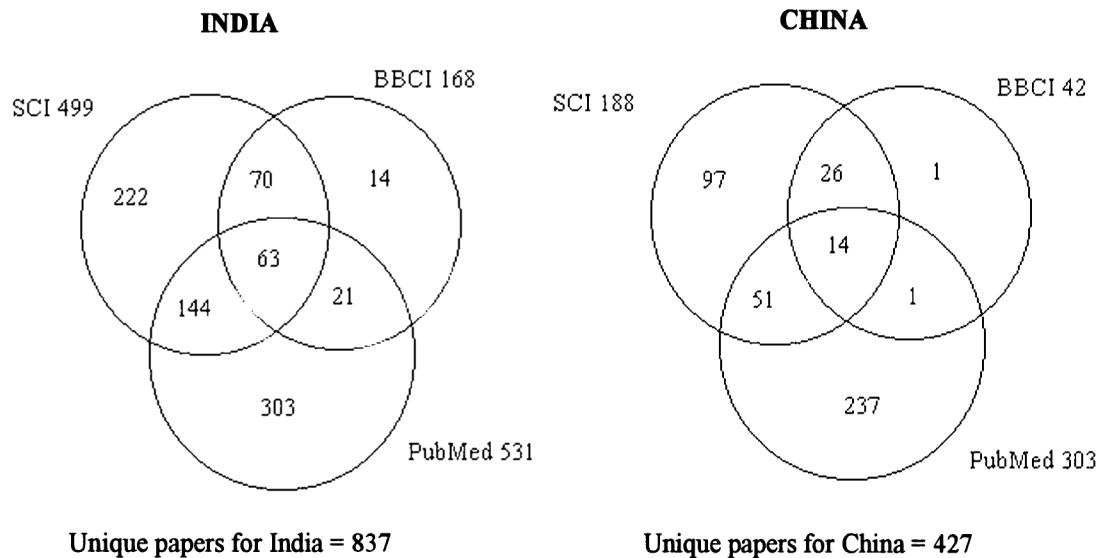 INDIA
BBCI 168
SCI 499
70
14
222
63
144
21
303
PubMed 531
Unique papers for India = 837
CHINA
BBCI 42
SCI 188
97
26
1
14
51
1
237
PubMed 303
Unique papers for China = 427